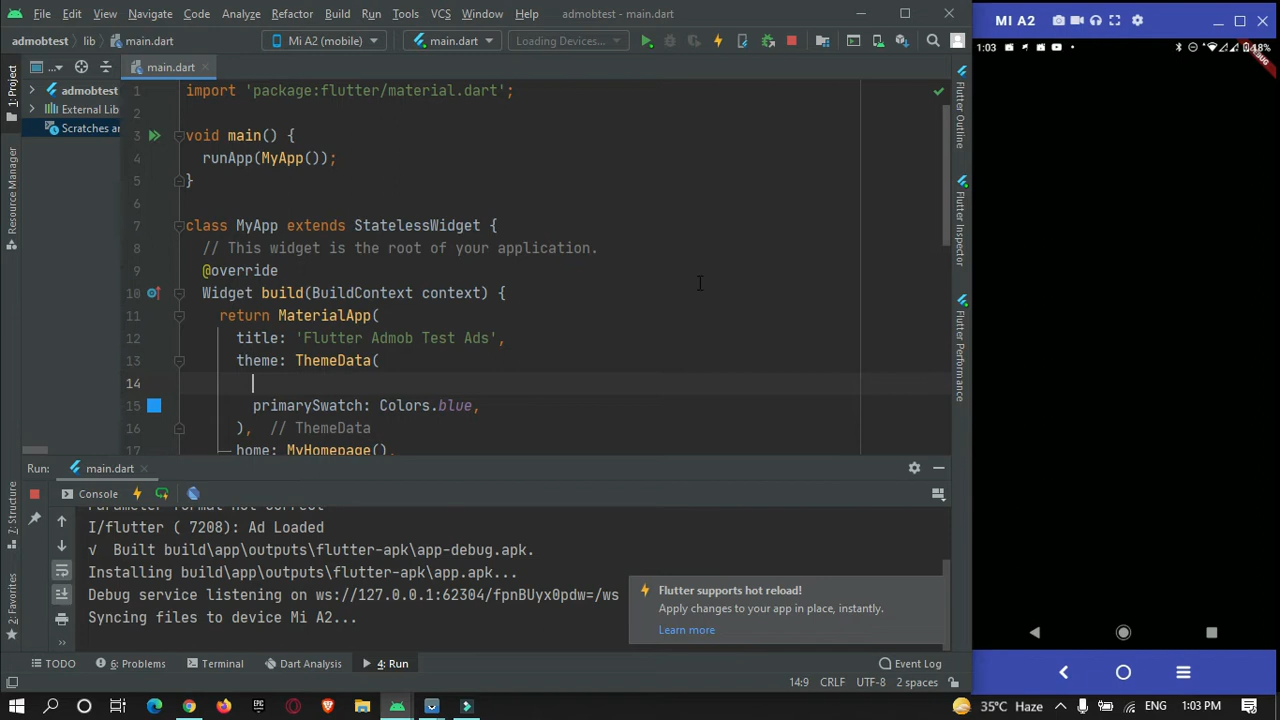 File Edit View Navigate Code Analyze Refactor Build Run Tools VCS Window Help admobtest - main.dart
MI A2
admobtest lib main.dart Mi A2 (mobile) main.dart Loading Devices...
1:03
DEBUG
... main.dart
1: Project
Resource Manager
7: Structure
2: Favorites
admobtest
External Lib
Scratches ar
1 import 'package:flutter/material.dart';
2
3 void main() {
4 runApp(MyApp());
5 }
6
7 class MyApp extends StatelessWidget {
8 // This widget is the root of your application.
9 @override
10 Widget build(BuildContext context) {
11 return MaterialApp(
12 title: 'Flutter Admob Test Ads',
13 theme: ThemeData(
14
15 primarySwatch: Colors.blue,
16 ), // ThemeData
17 home: MyHomepage(),
Flutter Outline
Flutter Inspector
Flutter Performance
Run: main.dart
Console
Parameter format not correct
I/flutter ( 7208): Ad Loaded
√ Built build\app\outputs\flutter-apk\app-debug.apk.
Installing build\app\outputs\flutter-apk\app.apk...
Debug service listening on ws://127.0.0.1:62304/fpnBUyx0pdw=/ws
Syncing files to device Mi A2...
Flutter supports hot reload!
Apply changes to your app in place, instantly.
Learn more
TODO 6: Problems Terminal Dart Analysis 4: Run Event Log
14:9 CRLF UTF-8 2 spaces
35°C Haze ENG 1:03 PM